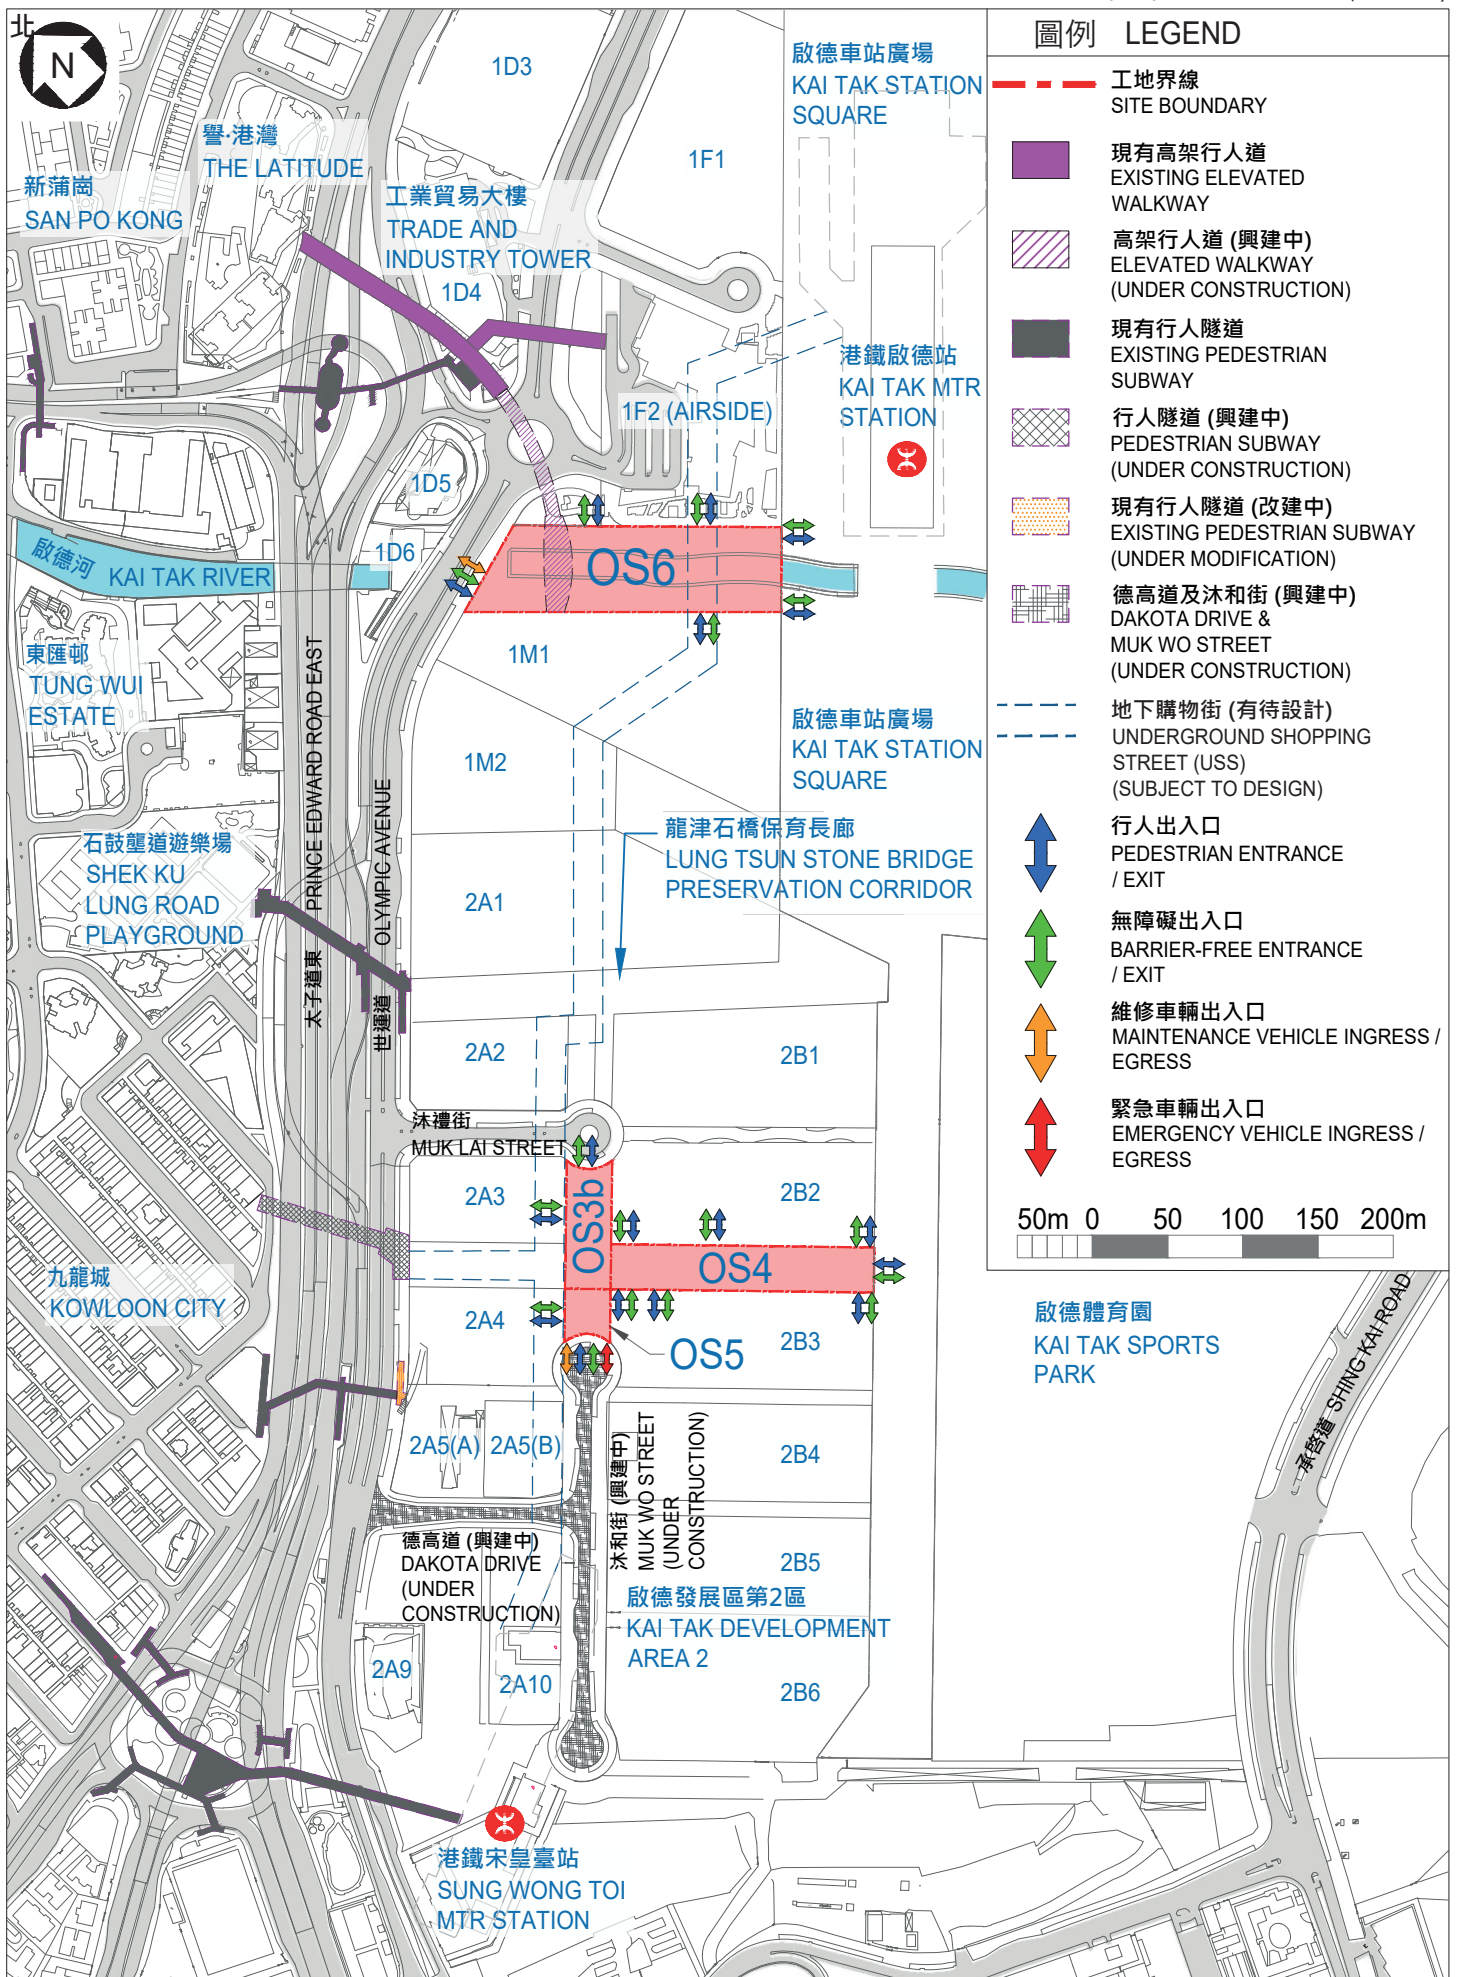 北
N
1D3
啟德車站廣場
KAI TAK STATION
SQUARE
譽·港灣
THE LATITUDE
1F1
新蒲崗
SAN PO KONG
工業貿易大樓
TRADE AND
INDUSTRY TOWER
1D4
港鐵啟德站
KAI TAK MTR
STATION
1F2 (AIRSIDE)
1D5
1D6
啟德河
KAI TAK RIVER
OS6
1M1
東匯邨
TUNG WUI
ESTATE
太子道東 PRINCE EDWARD ROAD EAST
世運道 OLYMPIC AVENUE
啟德車站廣場
KAI TAK STATION
SQUARE
1M2
石鼓壟道遊樂場
SHEK KU
LUNG ROAD
PLAYGROUND
龍津石橋保育長廊
LUNG TSUN STONE BRIDGE
PRESERVATION CORRIDOR
2A1
2A2
2B1
沐禮街
MUK LAI STREET
2A3
OS3b
2B2
OS4
九龍城
KOWLOON CITY
2A4
2B3
OS5
啟德體育園
KAI TAK SPORTS
PARK
承啓道 SHING KAI ROAD
2A5(A)
2A5(B)
沐和街 (興建中)
MUK WO STREET
(UNDER
CONSTRUCTION)
2B4
德高道 (興建中)
DAKOTA DRIVE
(UNDER
CONSTRUCTION)
2B5
啟德發展區第2區
KAI TAK DEVELOPMENT
AREA 2
2A9
2A10
2B6
港鐵宋皇臺站
SUNG WONG TOI
MTR STATION
圖例 LEGEND
工地界線
SITE BOUNDARY
現有高架行人道
EXISTING ELEVATED
WALKWAY
高架行人道 (興建中)
ELEVATED WALKWAY
(UNDER CONSTRUCTION)
現有行人隧道
EXISTING PEDESTRIAN
SUBWAY
行人隧道 (興建中)
PEDESTRIAN SUBWAY
(UNDER CONSTRUCTION)
現有行人隧道 (改建中)
EXISTING PEDESTRIAN SUBWAY
(UNDER MODIFICATION)
德高道及沐和街 (興建中)
DAKOTA DRIVE &
MUK WO STREET
(UNDER CONSTRUCTION)
地下購物街 (有待設計)
UNDERGROUND SHOPPING
STREET (USS)
(SUBJECT TO DESIGN)
行人出入口
PEDESTRIAN ENTRANCE
/ EXIT
無障礙出入口
BARRIER-FREE ENTRANCE
/ EXIT
維修車輛出入口
MAINTENANCE VEHICLE INGRESS /
EGRESS
緊急車輛出入口
EMERGENCY VEHICLE INGRESS /
EGRESS
50m 0 50 100 150 200m